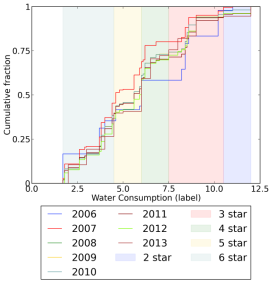 1
0.75
0.5
0.25
0
Cumulative fraction
0.0 2.5 5.0 7.5 10.0 12.5
Water Consumption (label)
2006 2011 3 star
2007 2012 4 star
2008 2013 5 star
2009 2 star 6 star
2010